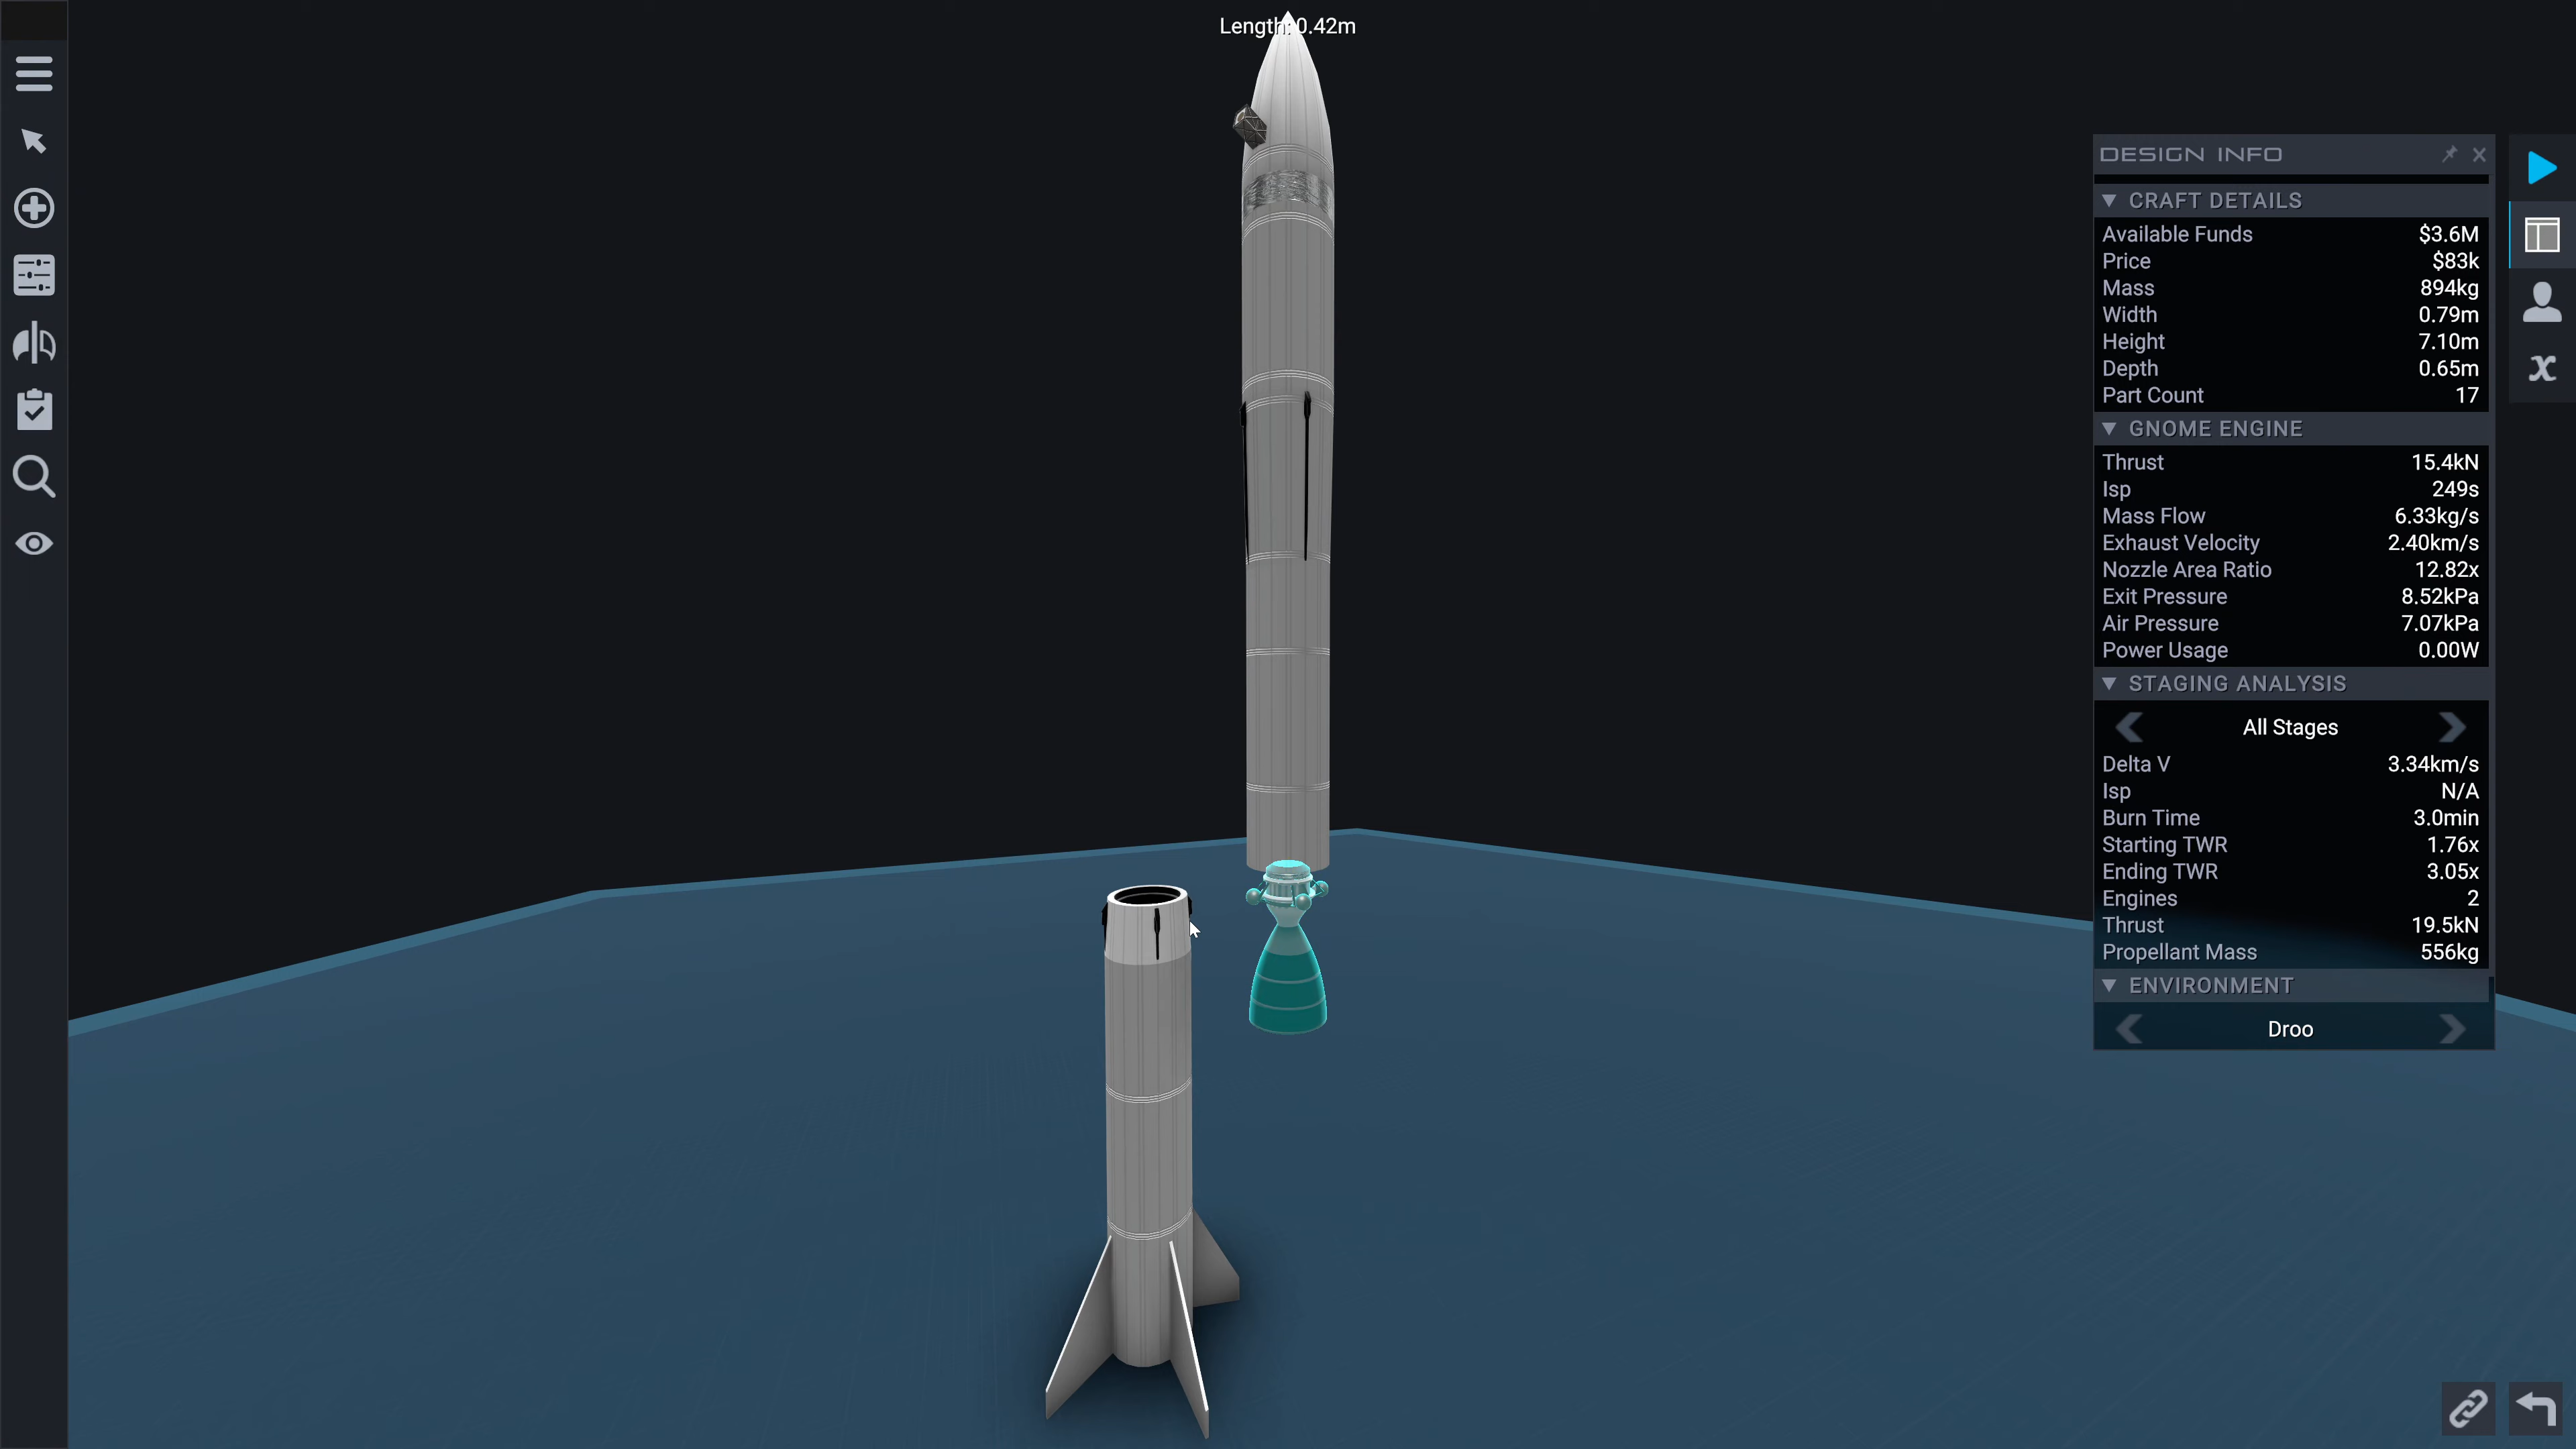 Length: 0.42m
DESIGN INFO
CRAFT DETAILS
Available Funds $3.6M
Price $83k
Mass 894kg
Width 0.79m
Height 7.10m
Depth 0.65m
Part Count 17
GNOME ENGINE
Thrust 15.4kN
Isp 249s
Mass Flow 6.33kg/s
Exhaust Velocity 2.40km/s
Nozzle Area Ratio 12.82x
Exit Pressure 8.52kPa
Air Pressure 7.07kPa
Power Usage 0.00W
STAGING ANALYSIS
All Stages
Delta V 3.34km/s
Isp N/A
Burn Time 3.0min
Starting TWR 1.76x
Ending TWR 3.05x
Engines 2
Thrust 19.5kN
Propellant Mass 556kg
ENVIRONMENT
Droo